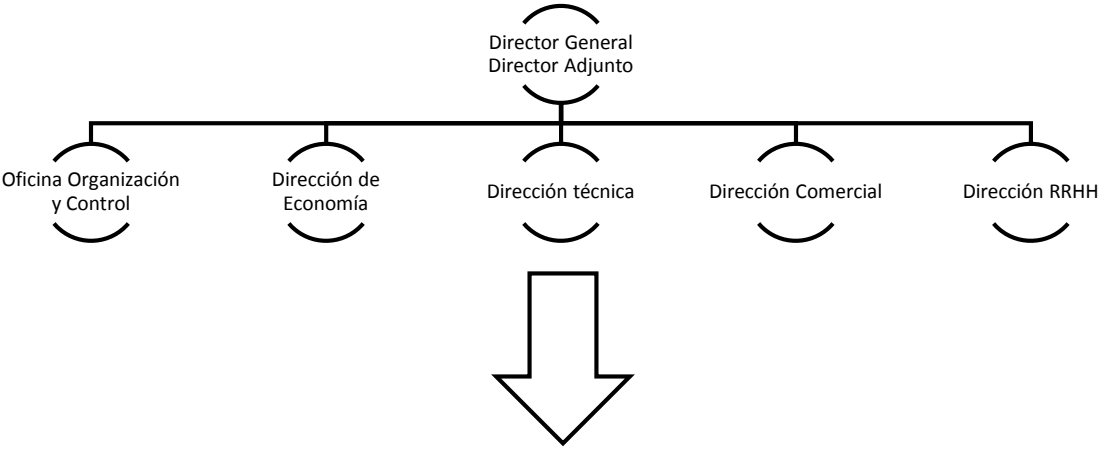 Director General
Director Adjunto
Oficina Organización
y Control
Dirección de
Economía
Dirección técnica
Dirección Comercial
Dirección RRHH